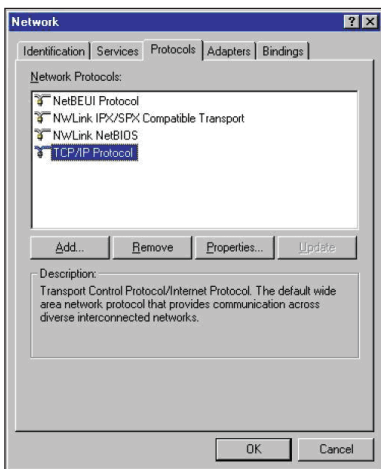 Network
Identification Services Protocols Adapters Bindings
Network Protocols:
NetBEUI Protocol
NWLink IPX/SPX Compatible Transport
NWLink NetBIOS
TCP/IP Protocol
Add... Remove Properties... Update
Description:
Transport Control Protocol/Internet Protocol. The default wide
area network protocol that provides communication across
diverse interconnected networks.
OK Cancel